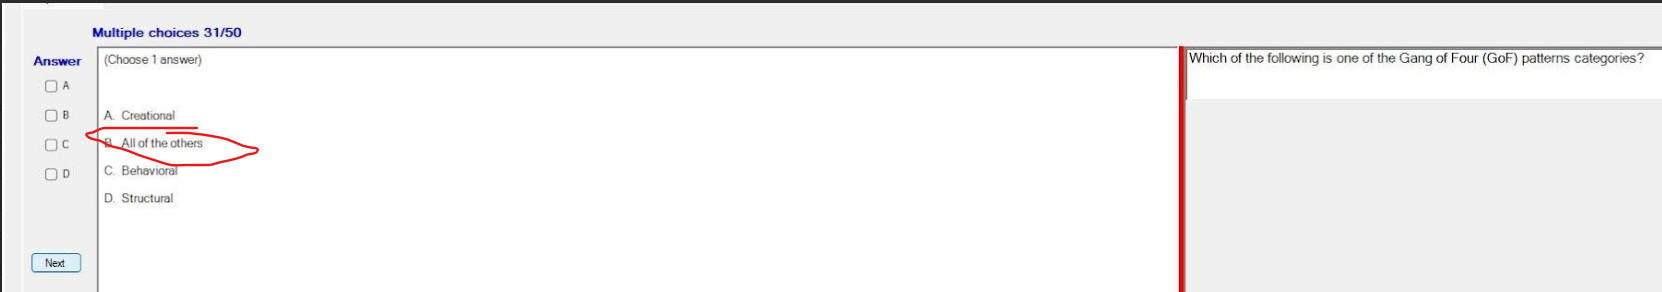 Multiple choices 31/50
Answer
(Choose 1 answer)
A
B
C
D
A. Creational
B. All of the others
C. Behavioral
D. Structural
Next
Which of the following is one of the Gang of Four (GoF) patterns categories?